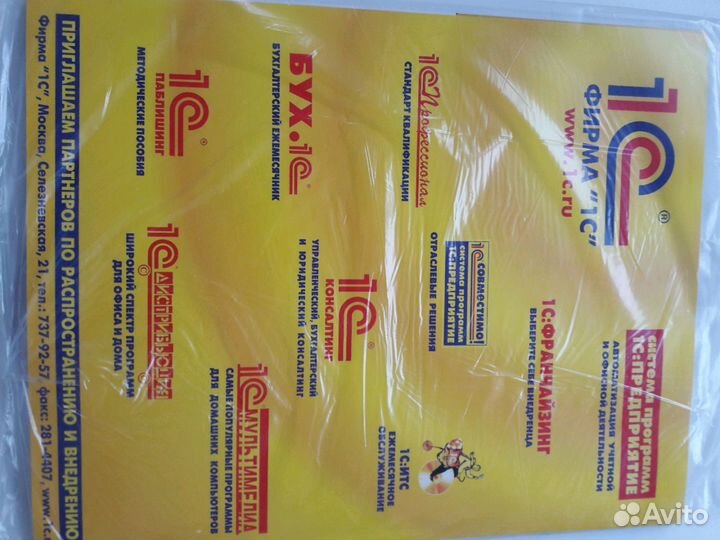 1С®
ФИРМА "1С"
www.1c.ru
система программ
1С:ПРЕДПРИЯТИЕ
АВТОМАТИЗАЦИЯ УЧЕТНОЙ
И ОФИСНОЙ ДЕЯТЕЛЬНОСТИ
1С:ФРАНЧАЙЗИНГ
ВЫБЕРИТЕ СЕБЕ ВНЕДРЕНЦА
1С Профессионал
СТАНДАРТ КВАЛИФИКАЦИИ
1С СОВМЕСТИМО!
система программ
1С:ПРЕДПРИЯТИЕ
ОТРАСЛЕВЫЕ РЕШЕНИЯ
1С:ИТС
ЕЖЕМЕСЯЧНОЕ
ОБСЛУЖИВАНИЕ
БУХ.1С®
БУХГАЛТЕРСКИЙ ЕЖЕМЕСЯЧНИК
1С
КОНСАЛТИНГ
УПРАВЛЕНЧЕСКИЙ, БУХГАЛТЕРСКИЙ
И ЮРИДИЧЕСКИЙ КОНСАЛТИНГ
1С МУЛЬТИМЕДИА
САМЫЕ ПОПУЛЯРНЫЕ ПРОГРАММЫ
ДЛЯ ДОМАШНИХ КОМПЬЮТЕРОВ
1С®
ПАБЛИШИНГ
МЕТОДИЧЕСКИЕ ПОСОБИЯ
1С ДИСТРИБЬЮЦИЯ
ШИРОКИЙ СПЕКТР ПРОГРАММ
ДЛЯ ОФИСА И ДОМА
ПРИГЛАШАЕМ ПАРТНЕРОВ ПО РАСПРОСТРАНЕНИЮ И ВНЕДРЕНИЮ
Фирма "1С", Москва, Селезневская, 21, тел.: 737-92-57, факс: 281-4407, www.1c.
Avito